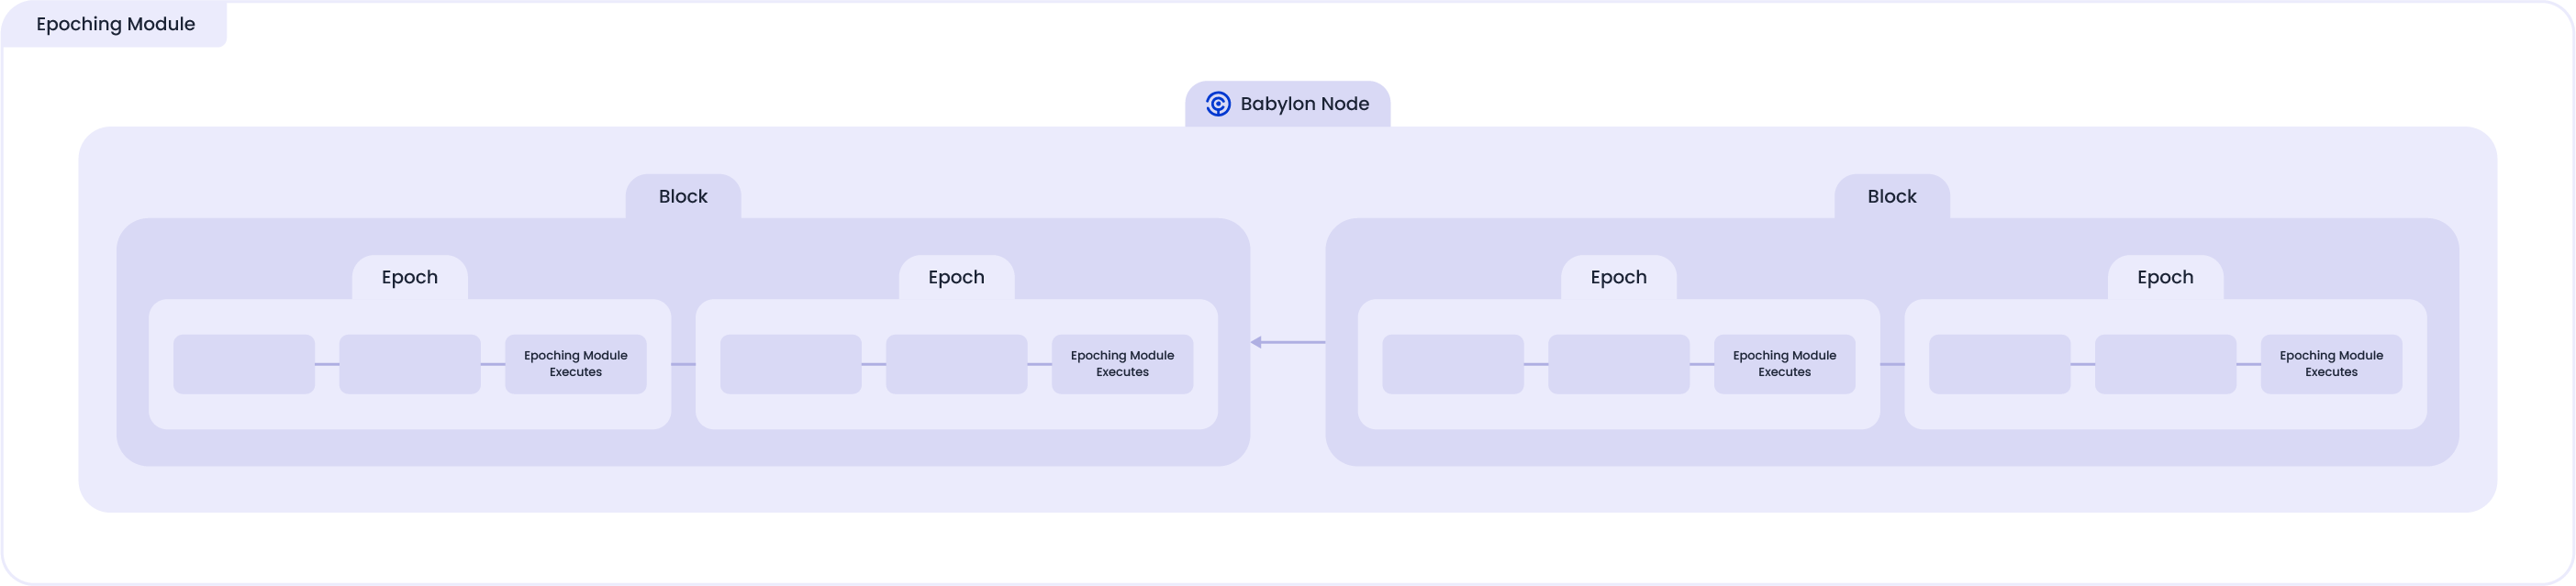 Epoching Module
Babylon Node
Block
Block
Epoch
Epoch
Epoch
Epoch
Epoching Module
Executes
Epoching Module
Executes
Epoching Module
Executes
Epoching Module
Executes